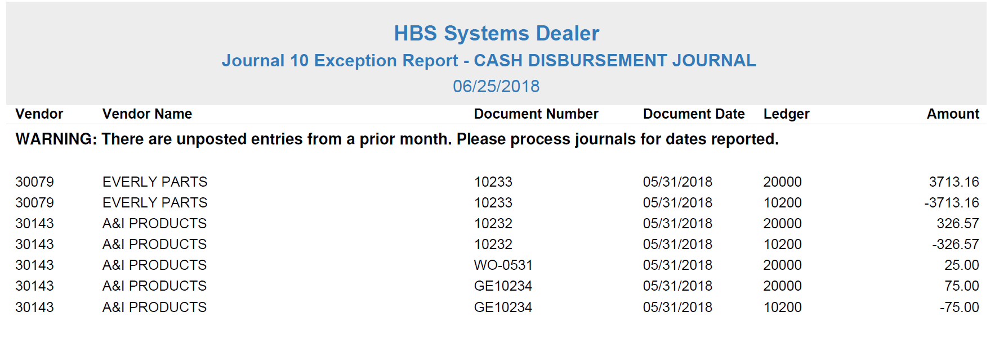 HBS Systems Dealer
Journal 10 Exception Report - CASH DISBURSEMENT JOURNAL
06/25/2018
Vendor Vendor Name Document Number Document Date Ledger Amount
WARNING: There are unposted entries from a prior month. Please process journals for dates reported.
30079 EVERLY PARTS 10233 05/31/2018 20000 3713.16
30079 EVERLY PARTS 10233 05/31/2018 10200 -3713.16
30143 A&I PRODUCTS 10232 05/31/2018 20000 326.57
30143 A&I PRODUCTS 10232 05/31/2018 10200 -326.57
30143 A&I PRODUCTS WO-0531 05/31/2018 20000 25.00
30143 A&I PRODUCTS GE10234 05/31/2018 20000 75.00
30143 A&I PRODUCTS GE10234 05/31/2018 10200 -75.00